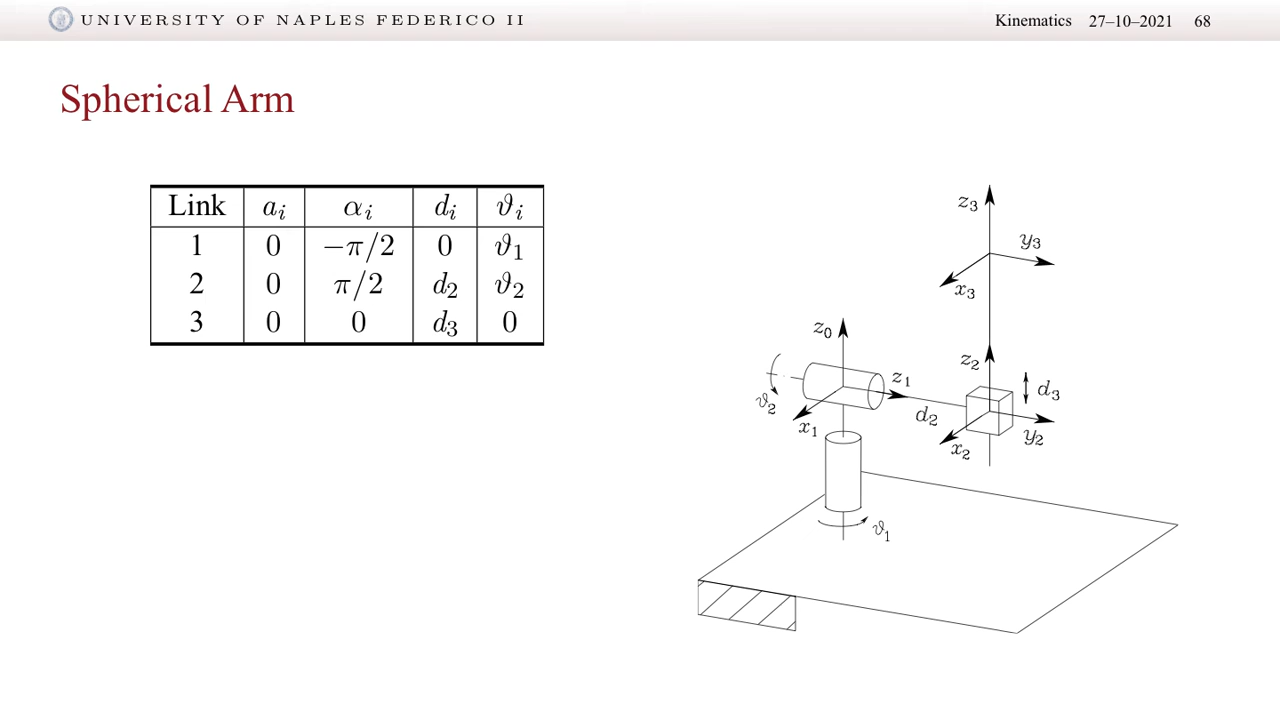 UNIVERSITY OF NAPLES FEDERICO II
Kinematics 27–10–2021 68
Spherical Arm
Link aᵢ αᵢ dᵢ ϑᵢ
1 0 −π/2 0 ϑ₁
2 0 π/2 d₂ ϑ₂
3 0 0 d₃ 0
z₃
y₃
x₃
z₀
z₂
z₁
d₃
ϑ₂
d₂
x₁
y₂
x₂
ϑ₁